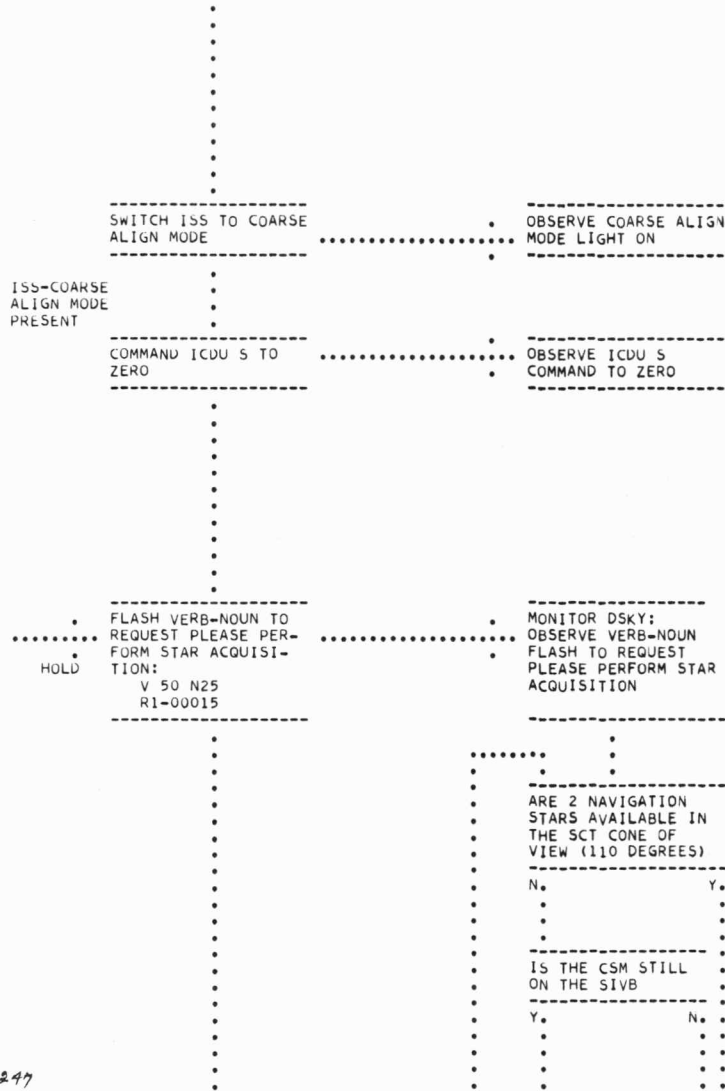 SWITCH ISS TO COARSE
ALIGN MODE
OBSERVE COARSE ALIGN
MODE LIGHT ON
ISS-COARSE
ALIGN MODE
PRESENT
COMMAND ICDU S TO
ZERO
OBSERVE ICDU S
COMMAND TO ZERO
HOLD
FLASH VERB-NOUN TO
REQUEST PLEASE PER-
FORM STAR ACQUISI-
TION:
V 50 N25
R1-00015
MONITOR DSKY:
OBSERVE VERB-NOUN
FLASH TO REQUEST
PLEASE PERFORM STAR
ACQUISITION
ARE 2 NAVIGATION
STARS AVAILABLE IN
THE SCT CONE OF
VIEW (110 DEGREES)
N. Y.
IS THE CSM STILL
ON THE SIVB
Y. N.
247